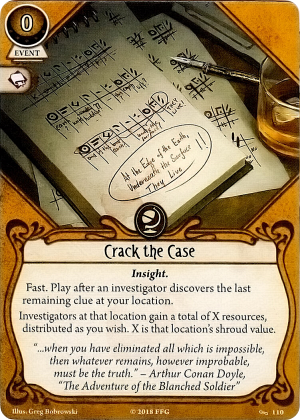 0
EVENT
They
Live
At the Edge of the Earth,
Underneath the Surface !!
They Live
Crack the Case
Insight.
Fast. Play after an investigator discovers the last
remaining clue at your location.
Investigators at that location gain a total of X resources,
distributed as you wish. X is that location's shroud value.
"...when you have eliminated all which is impossible,
then whatever remains, however improbable,
must be the truth." – Arthur Conan Doyle,
"The Adventure of the Blanched Soldier"
Illus. Greg Bobrowski
© 2018 FFG
110